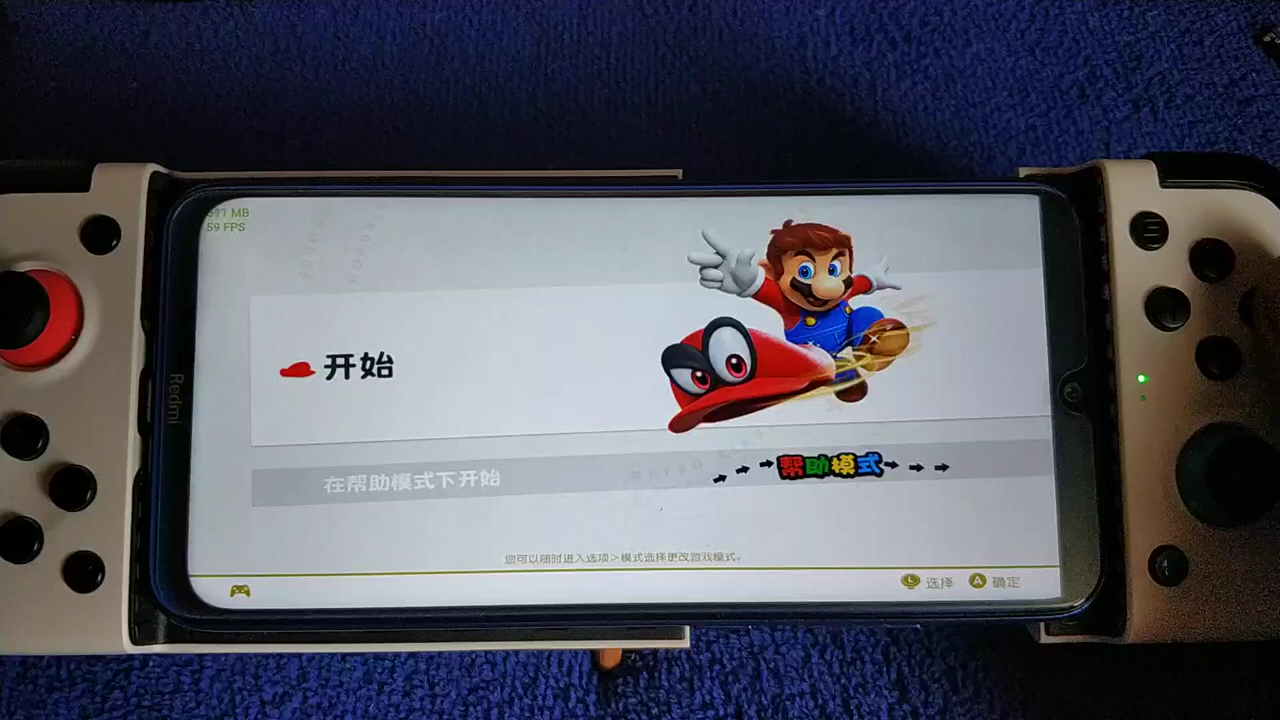 59 FPS
开始
在帮助模式下开始
帮助模式
您可以随时进入选项>模式选择更改游戏模式。
L 选择 A 确定
Redmi